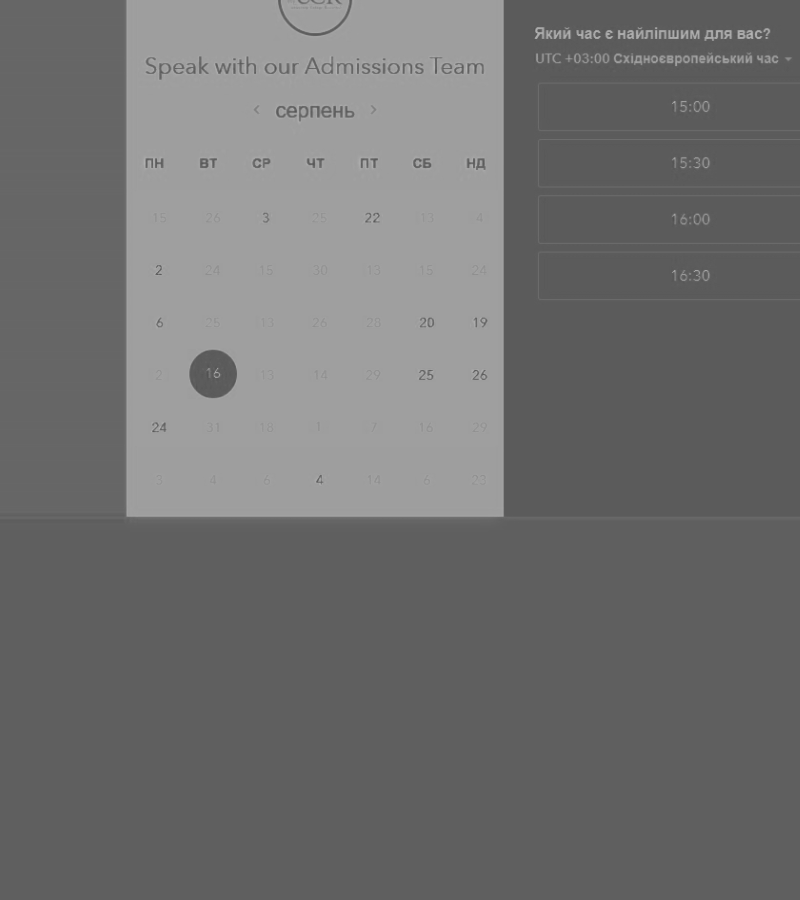 Speak with our Admissions Team
серпень
ПН ВТ СР ЧТ ПТ СБ НД
15 26 3 25 22 13 4
2 24 15 30 13 15 24
6 25 13 26 28 20 19
2 16 13 14 29 25 26
24 31 18 1 7 16 29
3 4 6 4 14 6 23
Який час є найліпшим для вас?
UTC +03:00 Східноєвропейський час
15:00
15:30
16:00
16:30